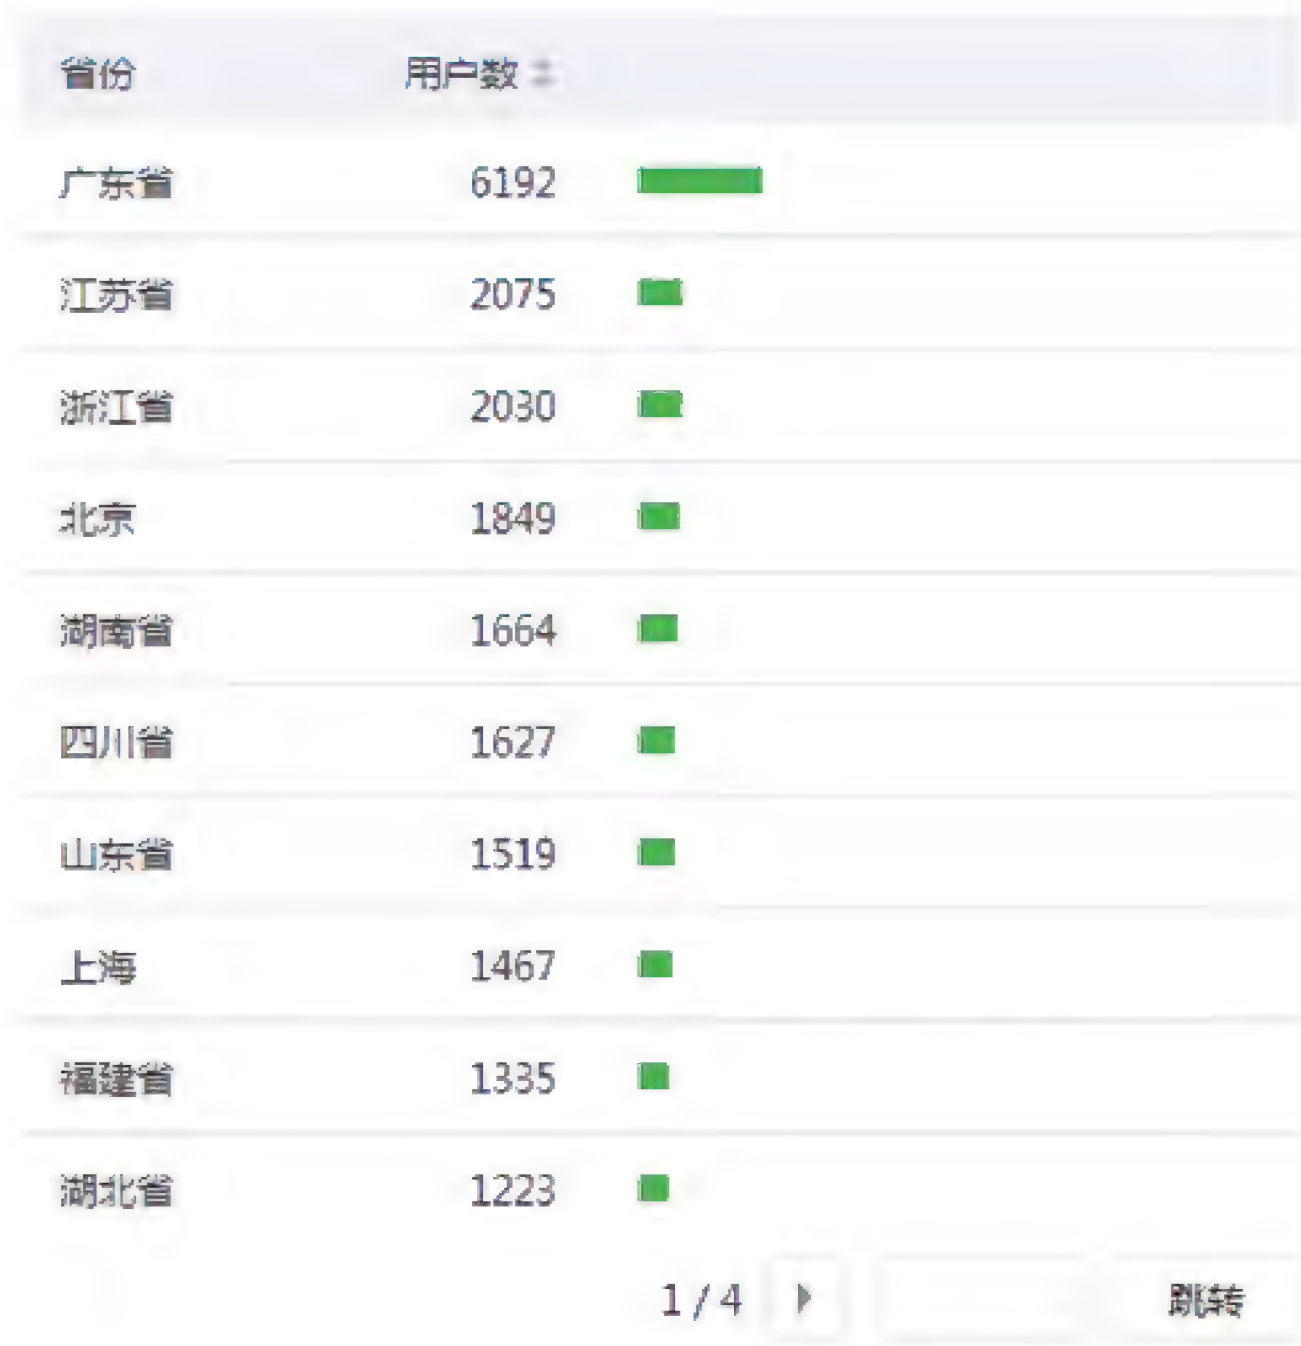 省份 用户数
广东省 6192
江苏省 2075
浙江省 2030
北京 1849
湖南省 1664
四川省 1627
山东省 1519
上海 1467
福建省 1335
湖北省 1223
1 / 4 跳转